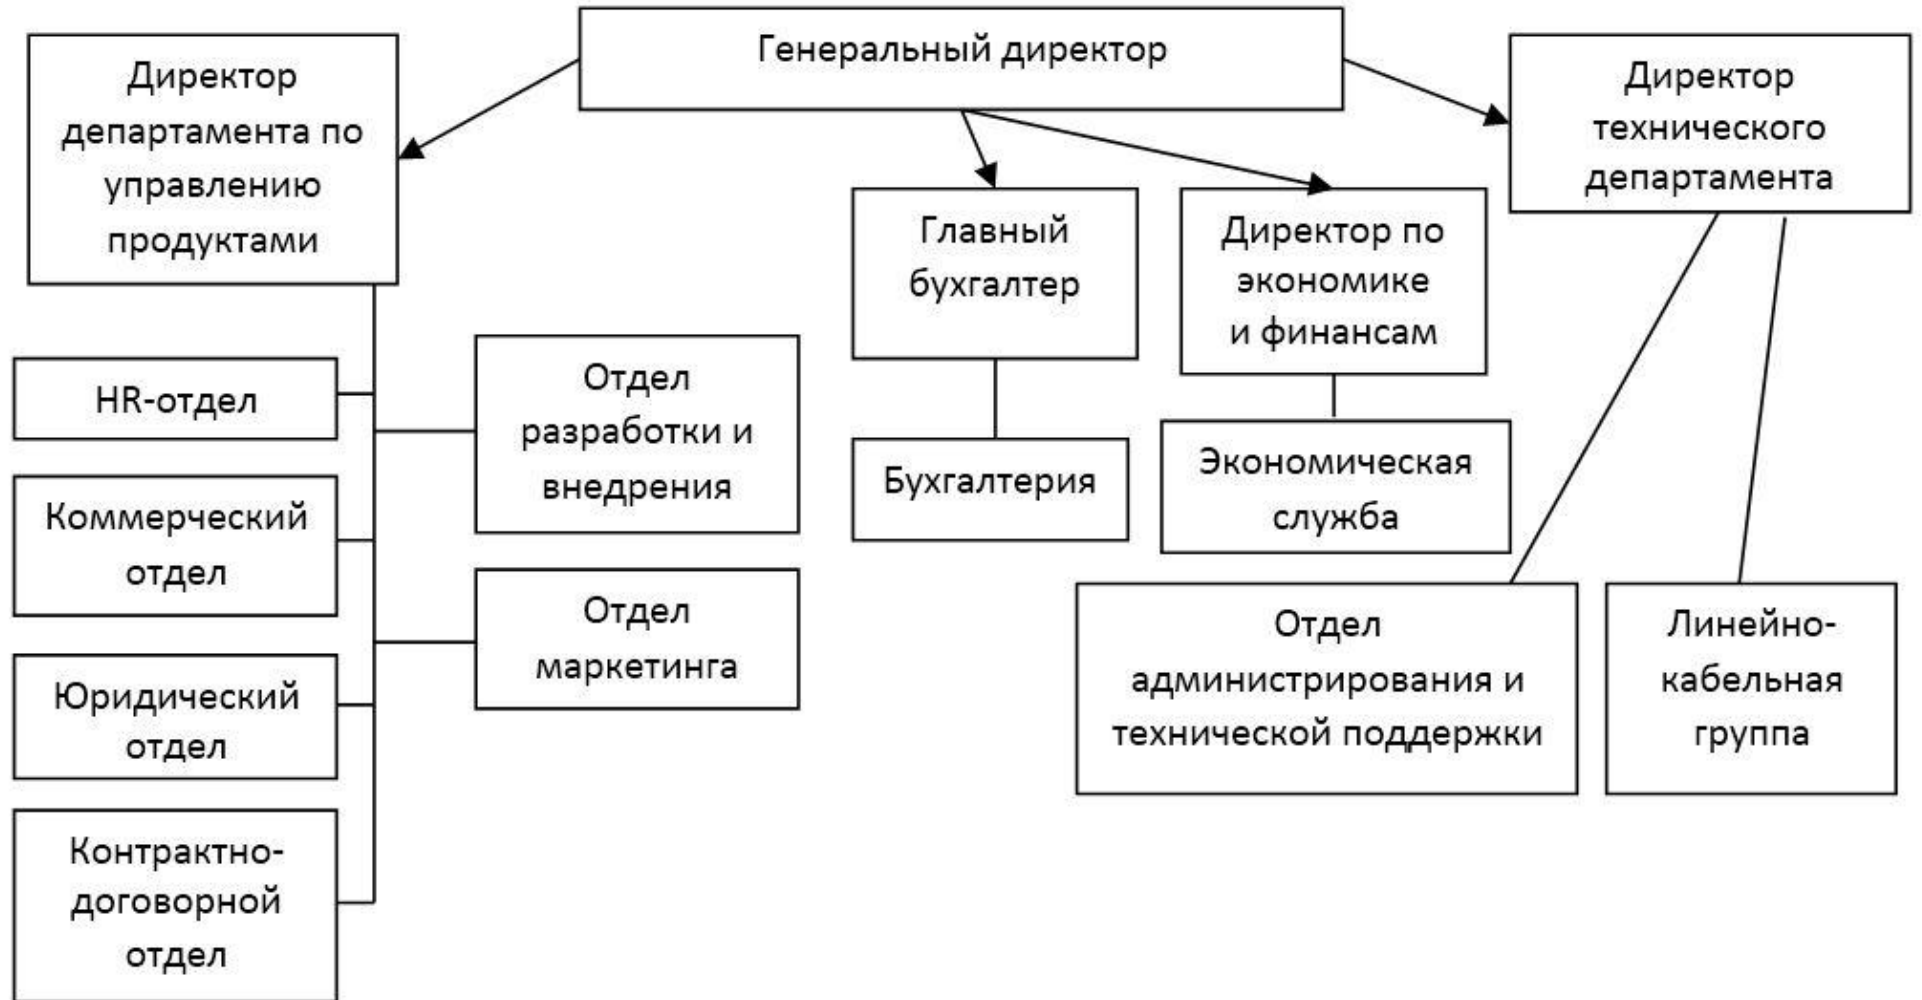 Генеральный директор
Директор
департамента по
управлению
продуктами
Директор
технического
департамента
Главный
бухгалтер
Директор по
экономике
и финансам
HR-отдел
Отдел
разработки и
внедрения
Бухгалтерия
Экономическая
служба
Коммерческий
отдел
Отдел
маркетинга
Отдел
администрирования и
технической поддержки
Линейно-
кабельная
группа
Юридический
отдел
Контрактно-
договорной
отдел